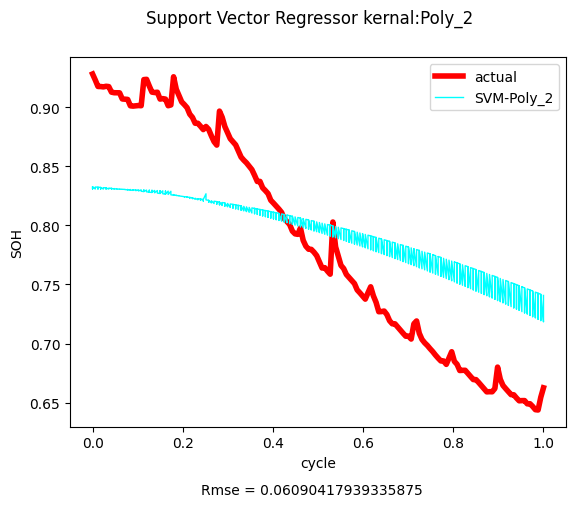 Support Vector Regressor kernal:Poly_2
actual
SVM-Poly_2
SOH
0.90
0.85
0.80
0.75
0.70
0.65
0.0 0.2 0.4 0.6 0.8 1.0
cycle
Rmse = 0.06090417939335875